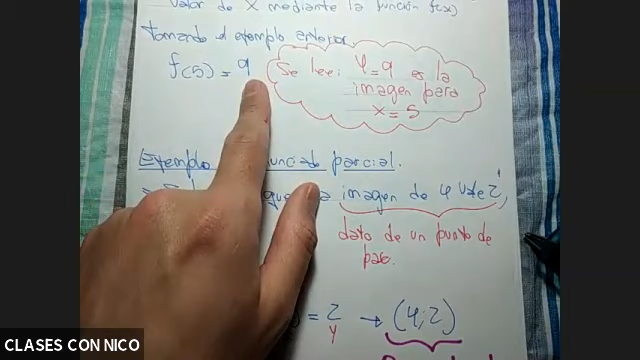 valor de x mediante la función f(x)
tomando el ejemplo anterior
f(5) = 9
Se lee: y = 9 es la
imagen para
x = 5
Ejemplo parcial.
imagen de 4 vale 2,
dato de un punto de
paso.
= 2 → (4;2)
y
CLASES CON NICO